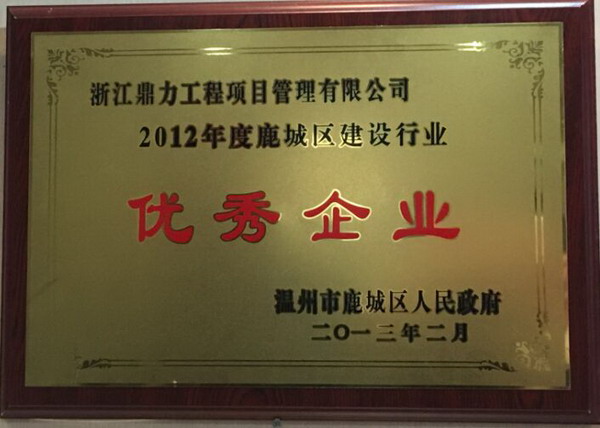 浙江鼎力工程项目管理有限公司
2012年度鹿城区建设行业
优秀企业
温州市鹿城区人民政府
二〇一三年二月